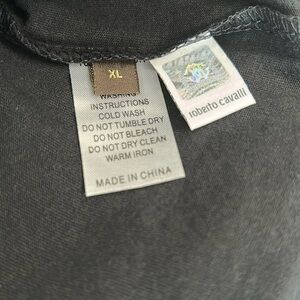 XL
WASHING
INSTRUCTIONS
COLD WASH
DO NOT TUMBLE DRY
DO NOT BLEACH
DO NOT DRY CLEAN
WARM IRON
MADE IN CHINA
roberto cavalli